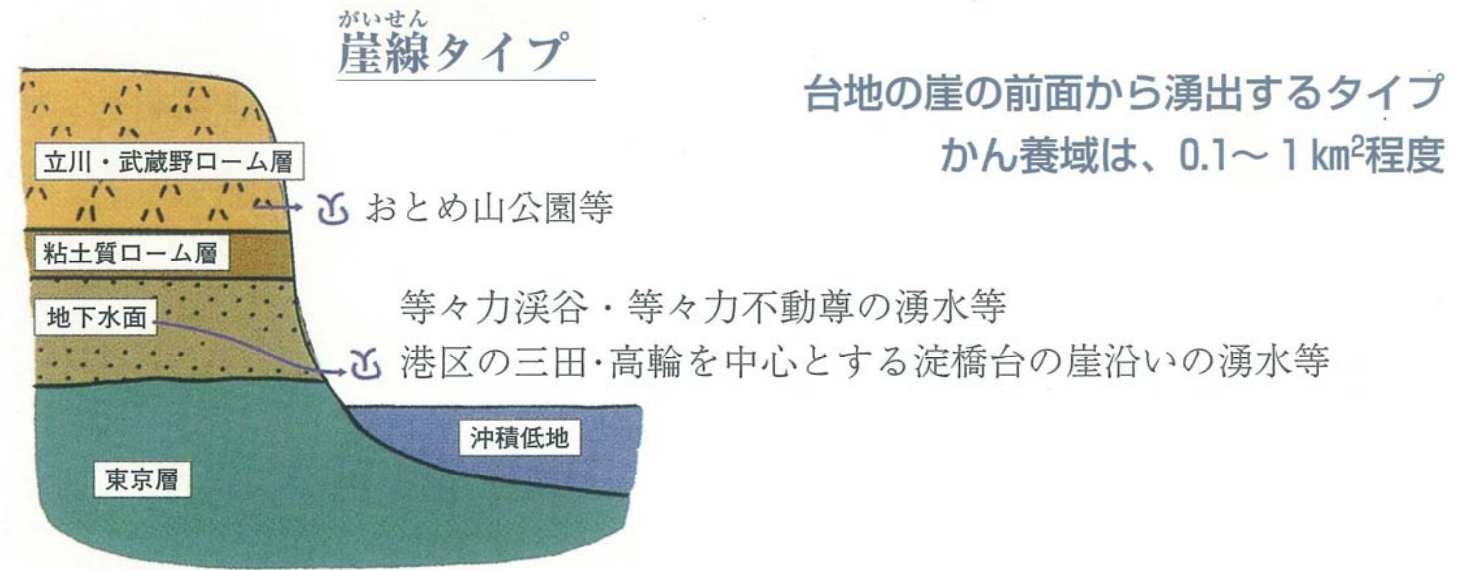 がいせん
崖線タイプ
台地の崖の前面から湧出するタイプ
かん養域は、0.1〜1km²程度
立川・武蔵野ローム層
おとめ山公園等
粘土質ローム層
等々力渓谷・等々力不動尊の湧水等
地下水面
港区の三田・高輪を中心とする淀橋台の崖沿いの湧水等
沖積低地
東京層